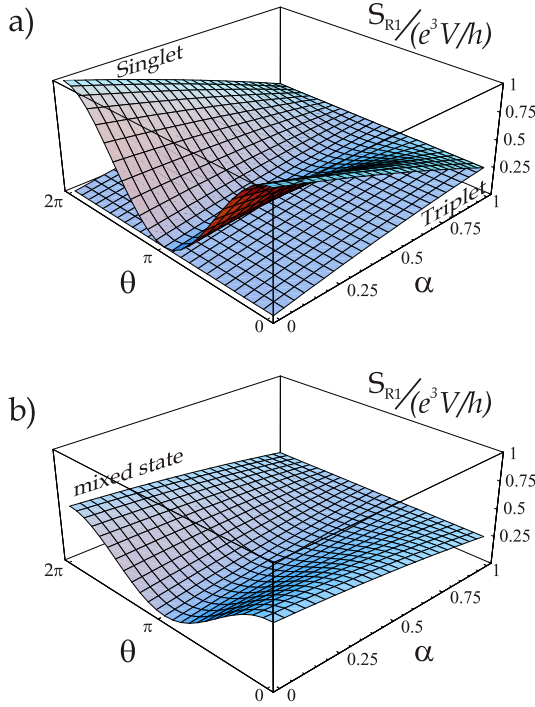 a)
S_R1/(e³V/h)
Singlet
1
0.75
0.5
0.25
Triplet
1
0.75
0.5
0.25
0
α
2π
π
0
θ
b)
S_R1/(e³V/h)
mixed state
1
0.75
0.5
0.25
1
0.75
0.5
0.25
0
α
2π
π
0
θ